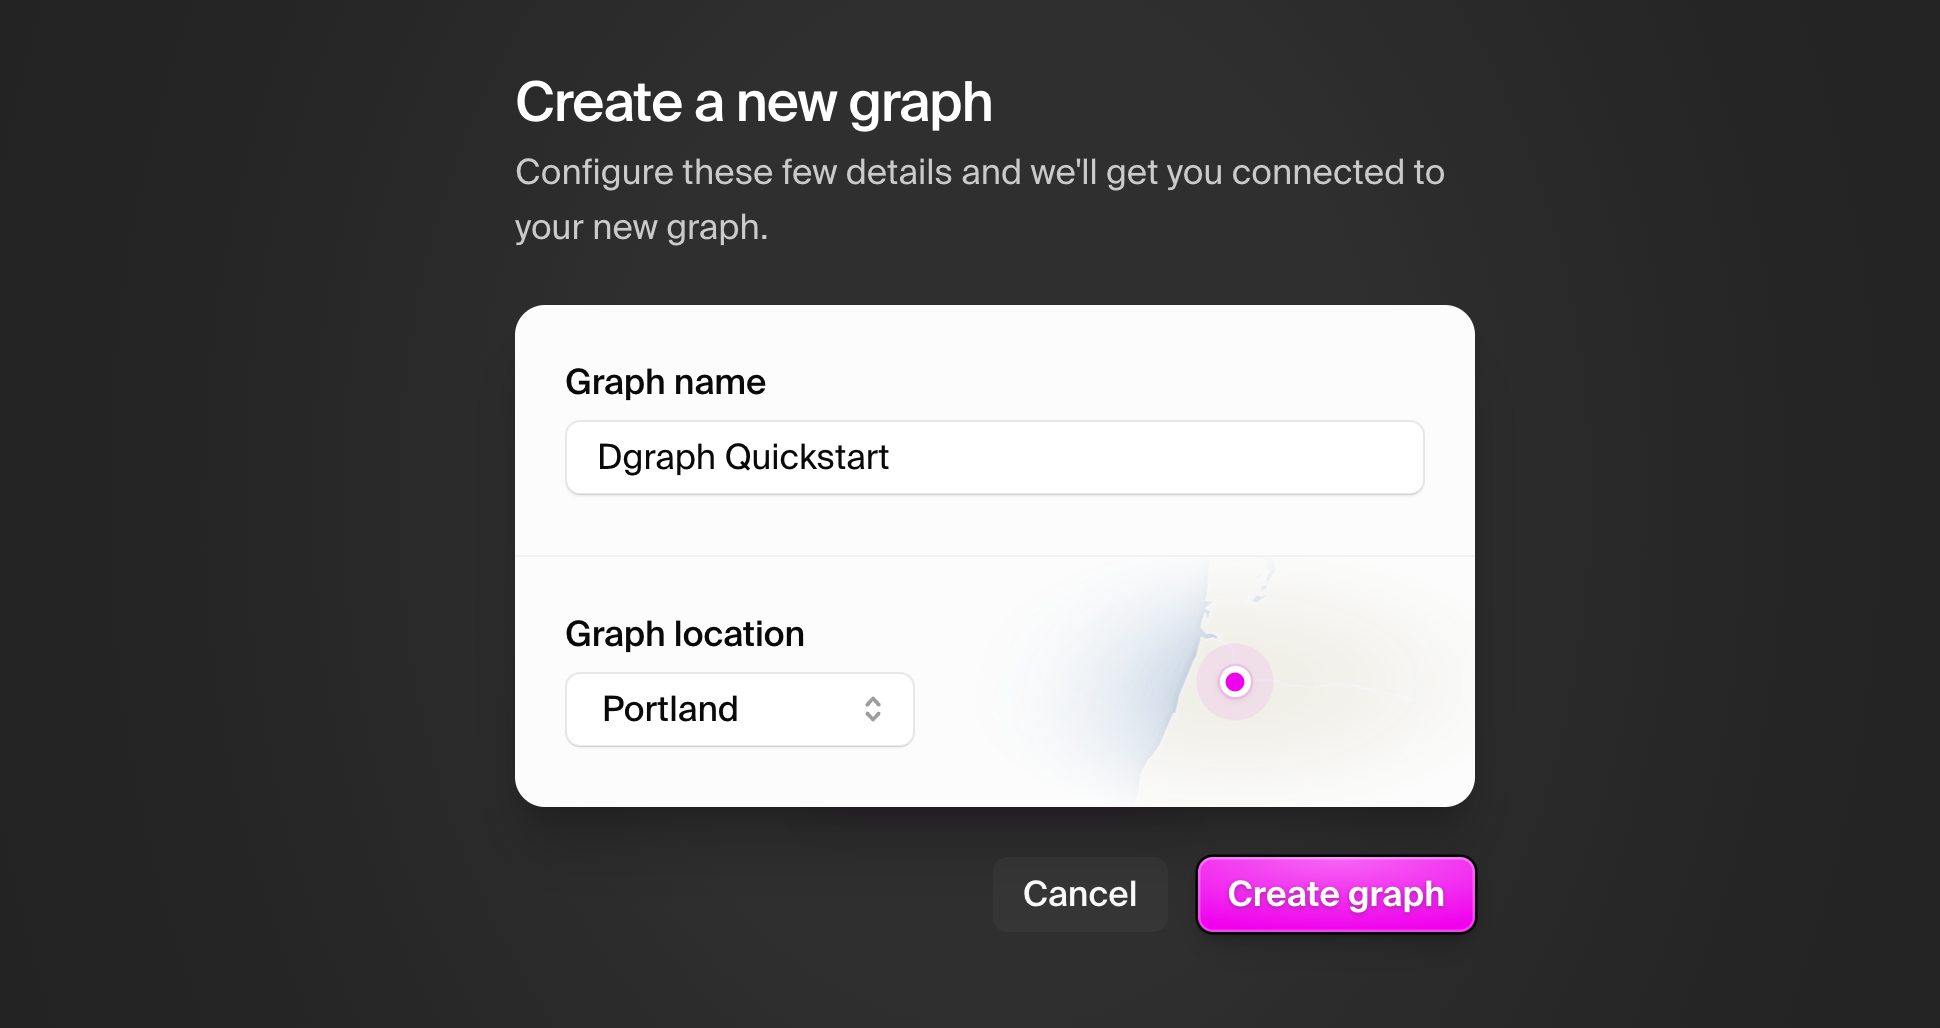 Create a new graph
Configure these few details and we'll get you connected to
your new graph.
Graph name
Dgraph Quickstart
Graph location
Portland
Cancel
Create graph